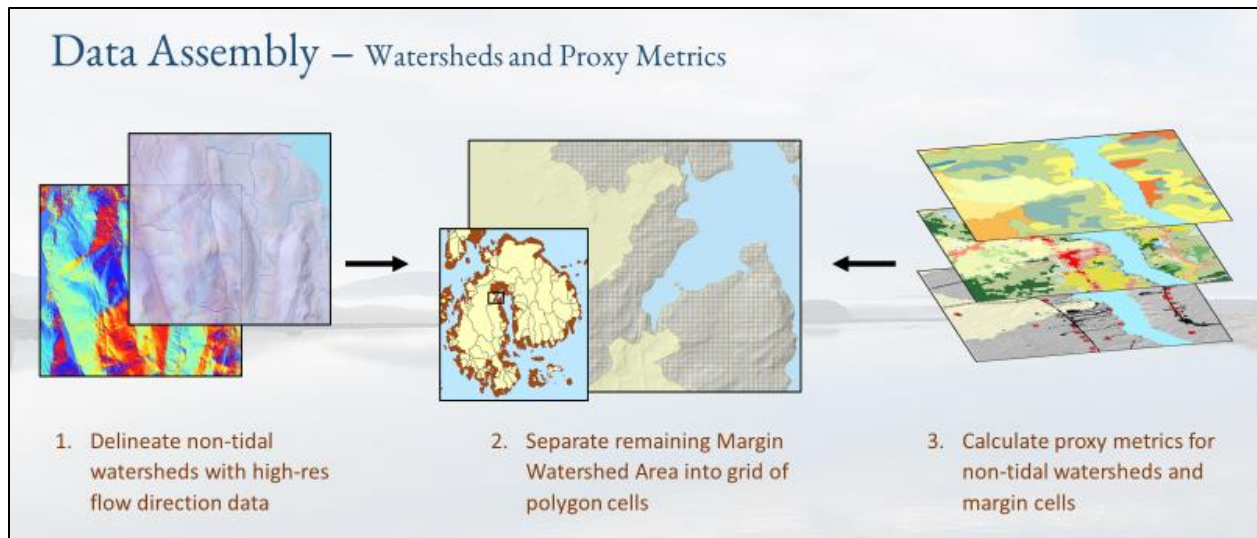 Data Assembly – Watersheds and Proxy Metrics
1. Delineate non-tidal
watersheds with high-res
flow direction data
2. Separate remaining Margin
Watershed Area into grid of
polygon cells
3. Calculate proxy metrics for
non-tidal watersheds and
margin cells